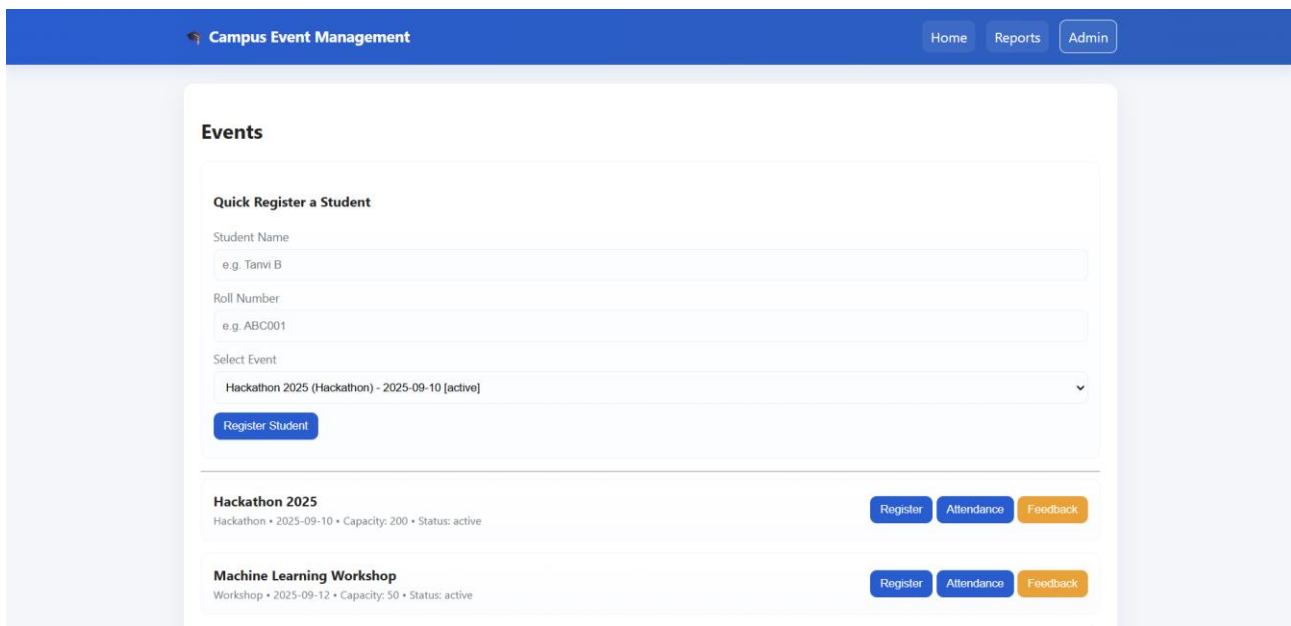 Campus Event Management
Home Reports Admin
Events
Quick Register a Student
Student Name
e.g. Tanvi B
Roll Number
e.g. ABC001
Select Event
Hackathon 2025 (Hackathon) - 2025-09-10 [active]
Register Student
Hackathon 2025
Hackathon • 2025-09-10 • Capacity: 200 • Status: active
Register Attendance Feedback
Machine Learning Workshop
Workshop • 2025-09-12 • Capacity: 50 • Status: active
Register Attendance Feedback